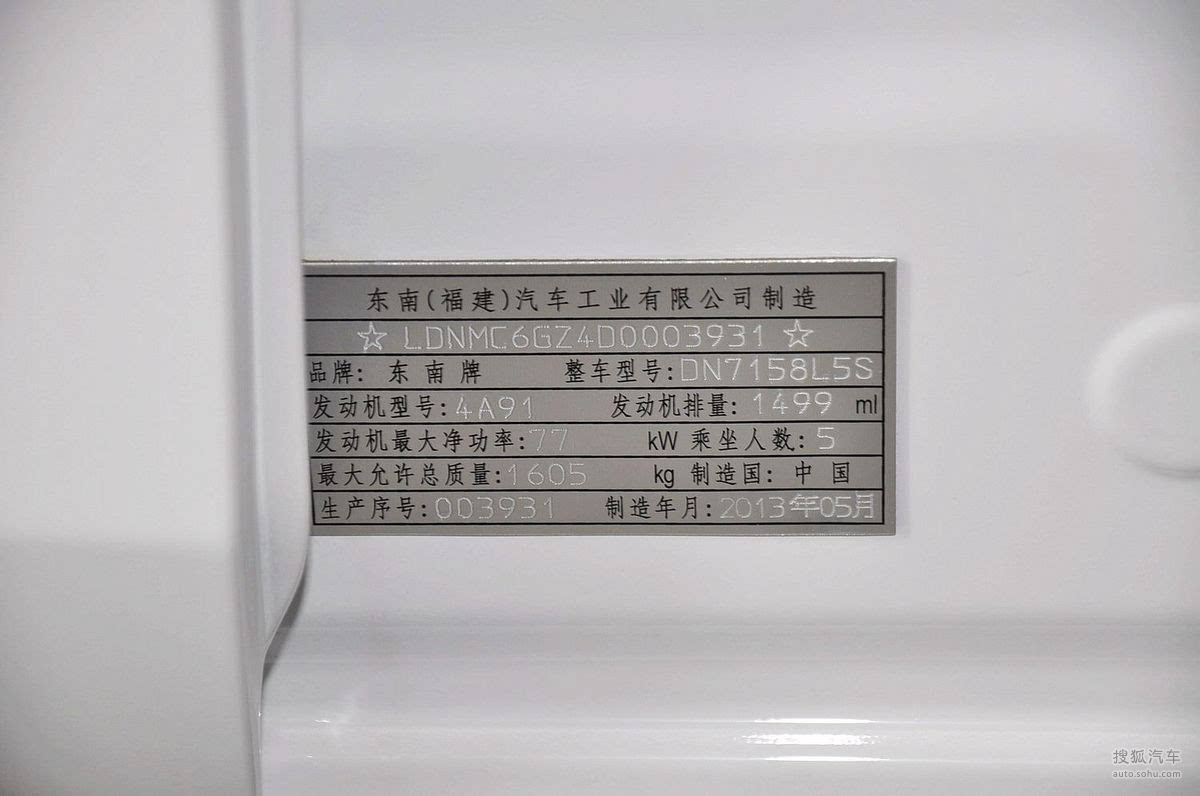 东南(福建)汽车工业有限公司制造
☆ LDNMC6GZ4D0003931 ☆
品牌: 东南牌 整车型号:DN7158L5S
发动机型号:4A91 发动机排量:1499 ml
发动机最大净功率:77 kW 乘坐人数:5
最大允许总质量:1605 kg 制造国:中国
生产序号:003931 制造年月:2013年05月
搜狐汽车
auto.sohu.com